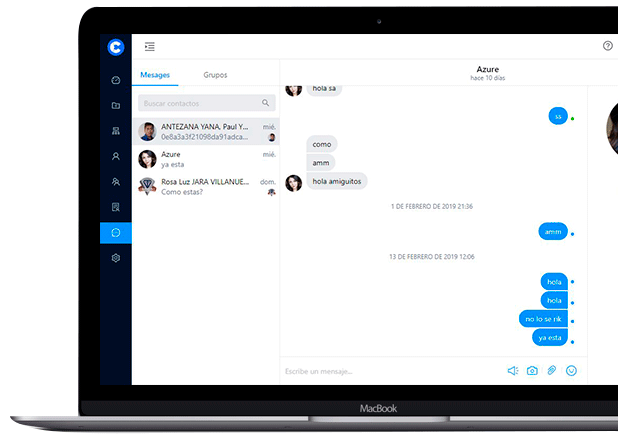 Mesages
Grupos
Buscar contactos
ANTEZANA YANA, Paul Y...
mié.
0e8a3a3f21098da91adca...
Azure
mié.
ya esta
Rosa Luz JARA VILLANUE...
dom.
Como estas?
Azure
hace 10 días
hola sa
ss
como
amm
hola amiguitos
1 DE FEBRERO DE 2019 21:36
amm
13 DE FEBRERO DE 2019 12:06
hola
hola
no lo se rik
ya esta
Escribe un mensaje...
MacBook